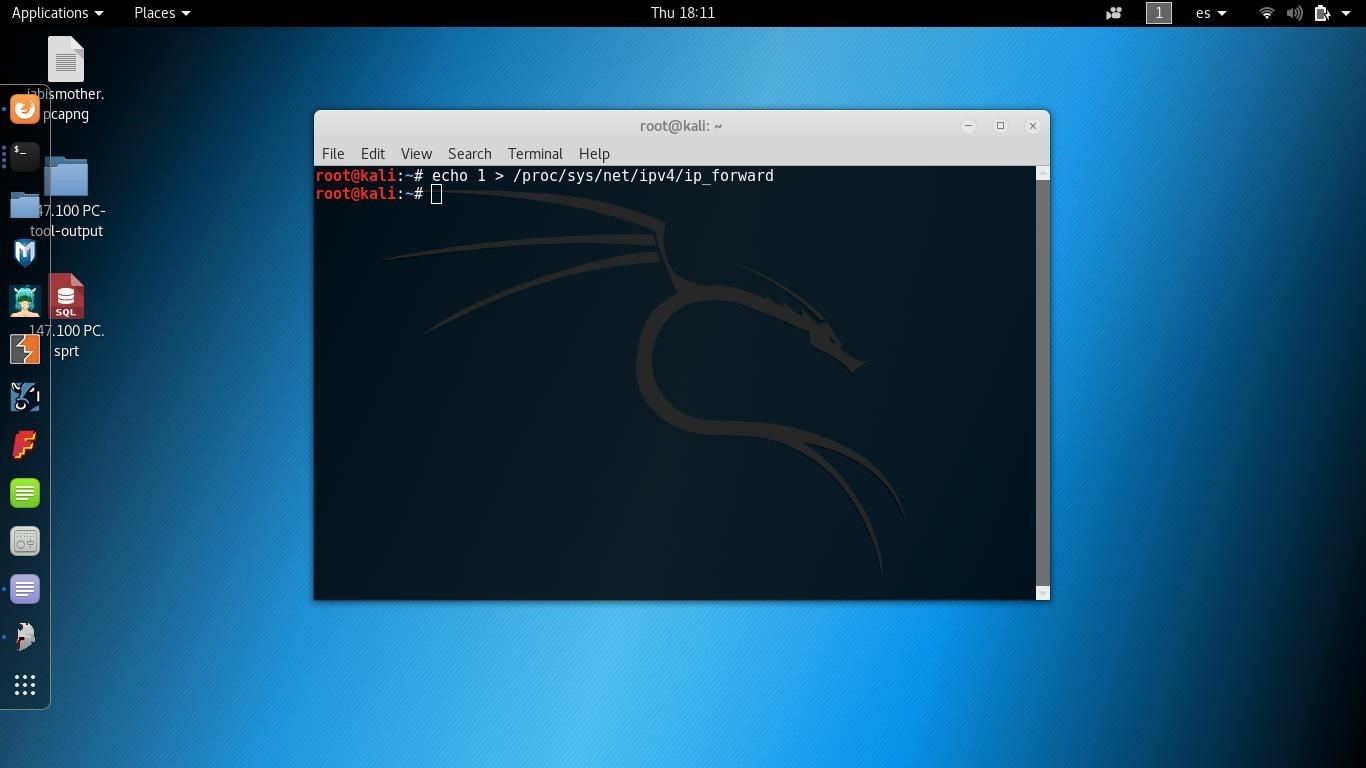 Applications Places Thu 18:11 1 es
jabismother.
pcapng
47.100 PC-
tool-output
SQL
147.100 PC.
sprt
$_
root@kali: ~
File Edit View Search Terminal Help
root@kali:~# echo 1 > /proc/sys/net/ipv4/ip_forward
root@kali:~#